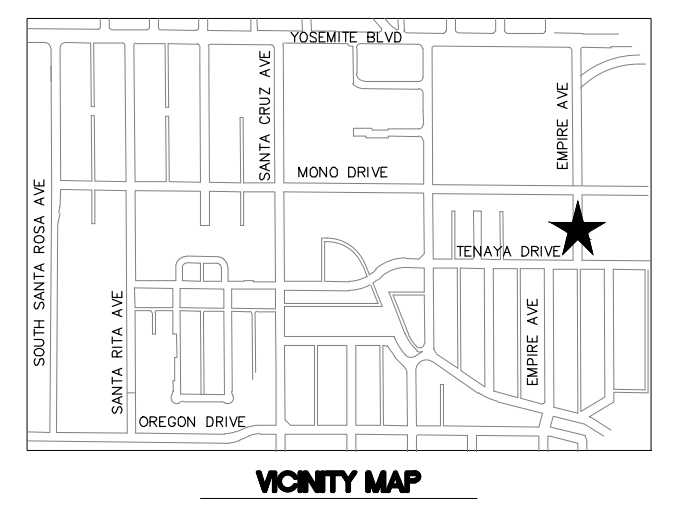 YOSEMITE BLVD
SANTA CRUZ AVE
EMPIRE AVE
MONO DRIVE
SOUTH SANTA ROSA AVE
TENAYA DRIVE
SANTA RITA AVE
EMPIRE AVE
OREGON DRIVE
VICINITY MAP